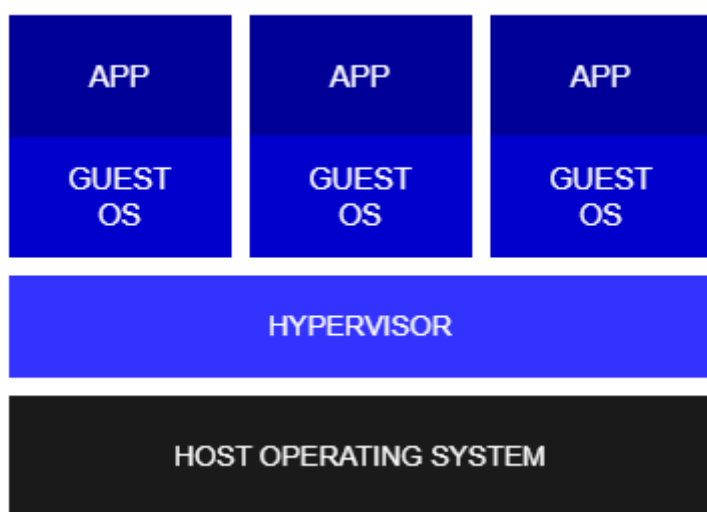 APP
APP
APP
GUEST
OS
GUEST
OS
GUEST
OS
HYPERVISOR
HOST OPERATING SYSTEM